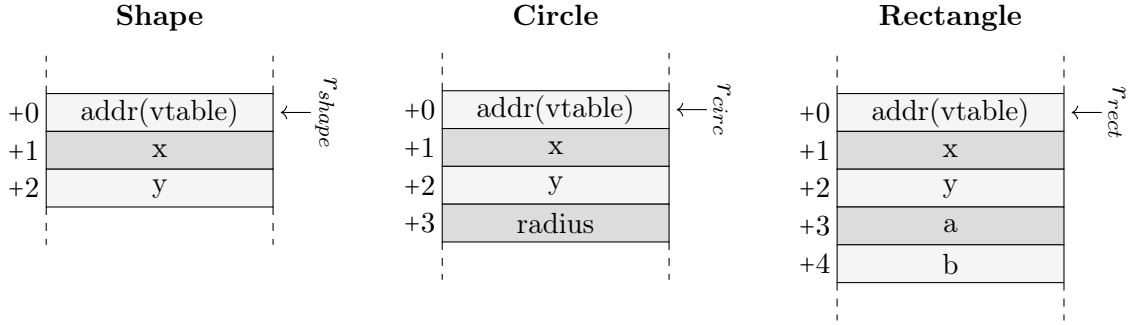 Shape
+0 addr(vtable) r_shape
+1 x
+2 y
Circle
+0 addr(vtable) r_circ
+1 x
+2 y
+3 radius
Rectangle
+0 addr(vtable) r_rect
+1 x
+2 y
+3 a
+4 b